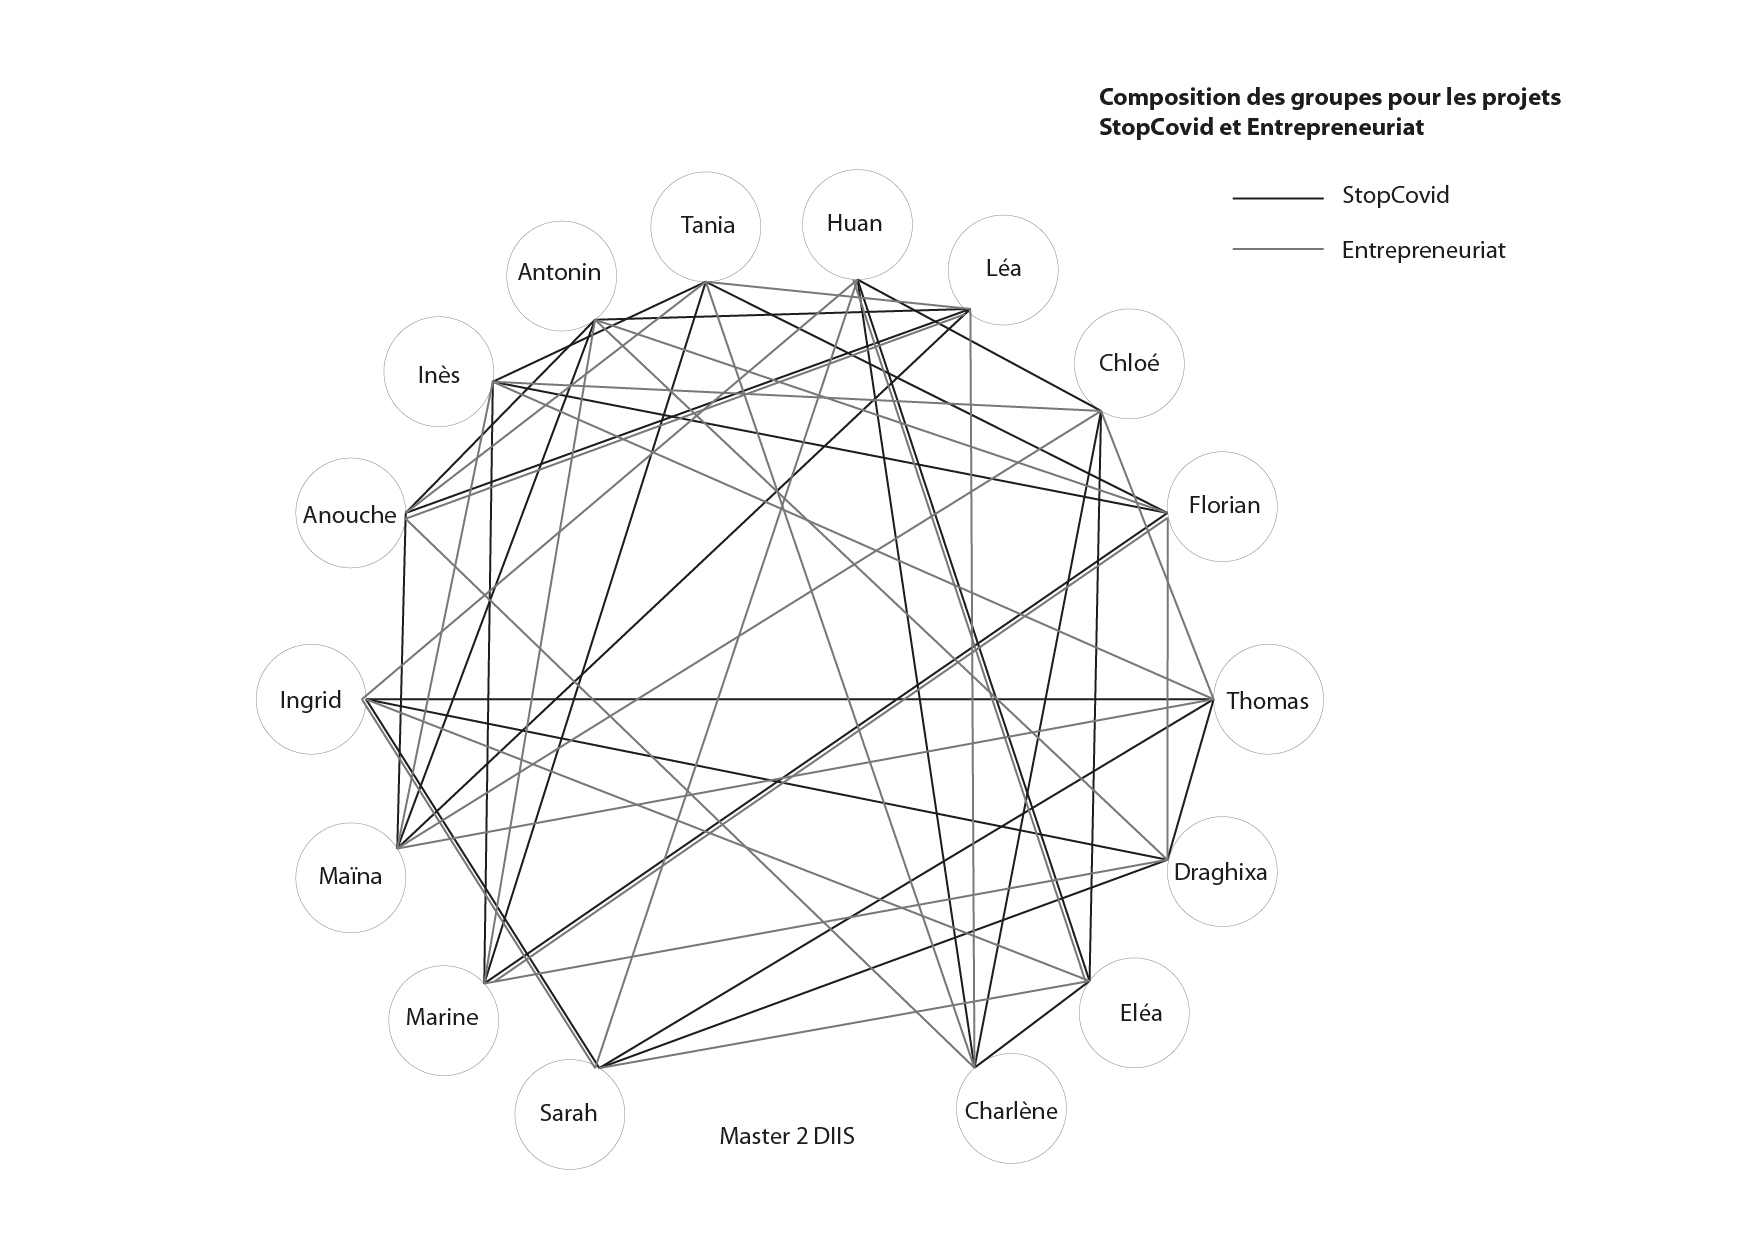 Composition des groupes pour les projets
StopCovid et Entrepreneuriat
StopCovid
Entrepreneuriat
Tania
Huan
Léa
Antonin
Chloé
Inès
Florian
Anouche
Ingrid
Thomas
Draghixa
Maïna
Eléa
Marine
Charlène
Sarah
Master 2 DIIS